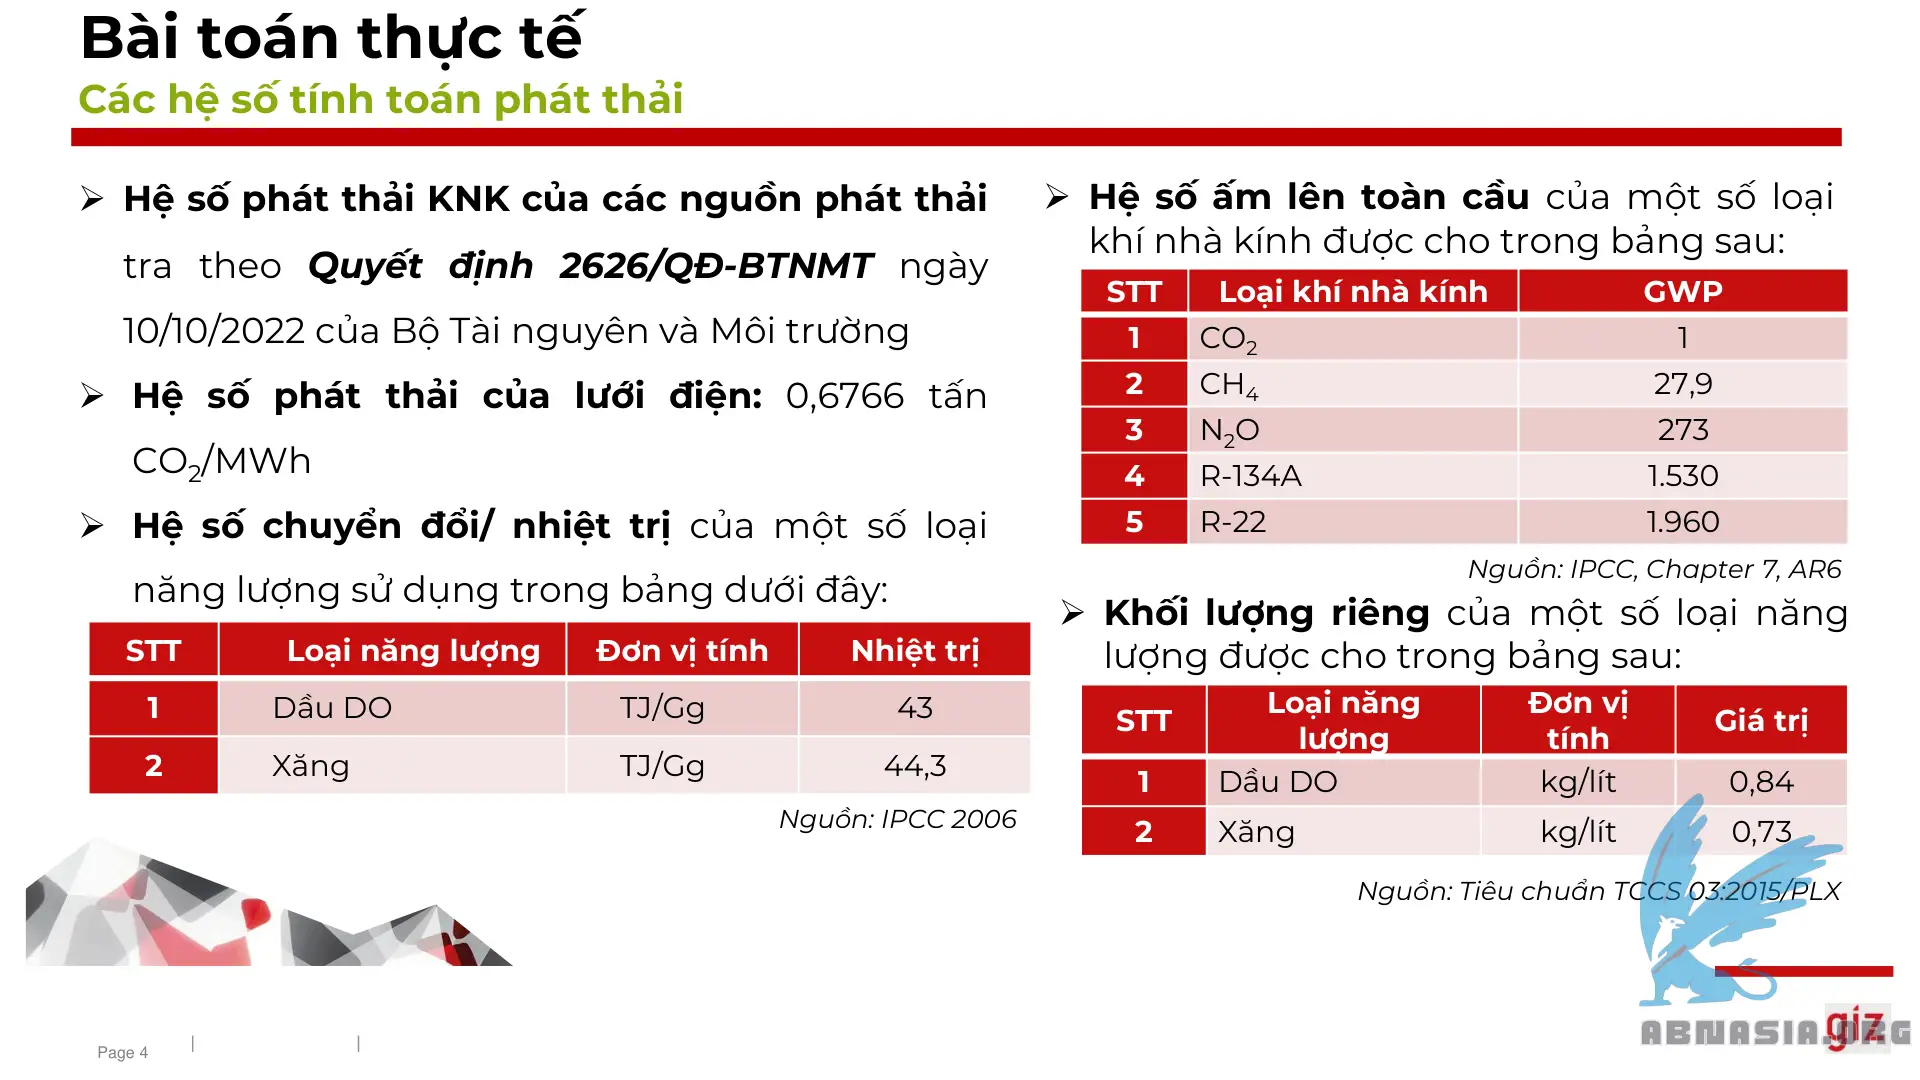 Bài toán thực tế
Các hệ số tính toán phát thải
➢ Hệ số phát thải KNK của các nguồn phát thải
tra theo Quyết định 2626/QĐ-BTNMT ngày
10/10/2022 của Bộ Tài nguyên và Môi trường
➢ Hệ số phát thải của lưới điện: 0,6766 tấn
CO₂/MWh
➢ Hệ số chuyển đổi/ nhiệt trị của một số loại
năng lượng sử dụng trong bảng dưới đây:
STT Loại năng lượng Đơn vị tính Nhiệt trị
1 Dầu DO TJ/Gg 43
2 Xăng TJ/Gg 44,3
Nguồn: IPCC 2006
➢ Hệ số ấm lên toàn cầu của một số loại
khí nhà kính được cho trong bảng sau:
STT Loại khí nhà kính GWP
1 CO₂ 1
2 CH₄ 27,9
3 N₂O 273
4 R-134A 1.530
5 R-22 1.960
Nguồn: IPCC, Chapter 7, AR6
➢ Khối lượng riêng của một số loại năng
lượng được cho trong bảng sau:
STT Loại năng lượng Đơn vị tính Giá trị
1 Dầu DO kg/lít 0,84
2 Xăng kg/lít 0,73
Nguồn: Tiêu chuẩn TCCS 03:2015/PLX
Page 4 | |
giz
ABNASIA.ORG